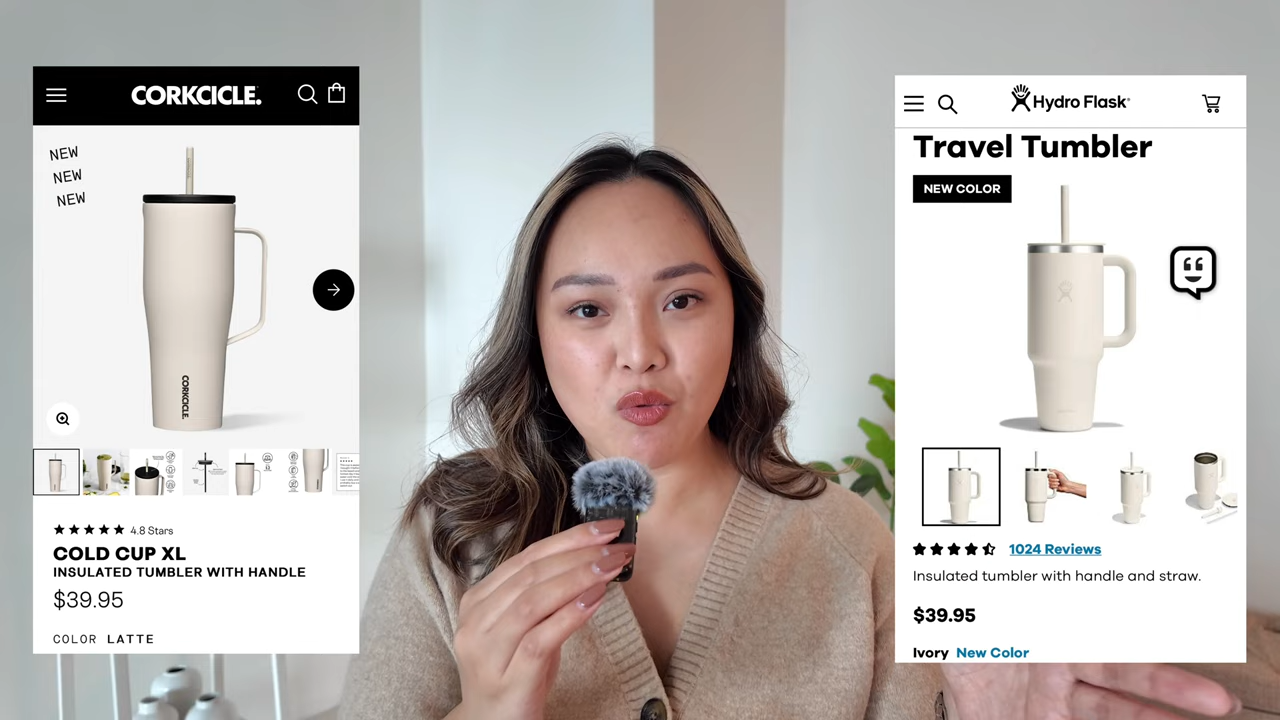 CORKCICLE.
NEW
NEW
NEW
CORKCICLE.
4.8 Stars
COLD CUP XL
INSULATED TUMBLER WITH HANDLE
$39.95
COLOR LATTE
Hydro Flask
Travel Tumbler
NEW COLOR
1024 Reviews
Insulated tumbler with handle and straw.
$39.95
Ivory New Color